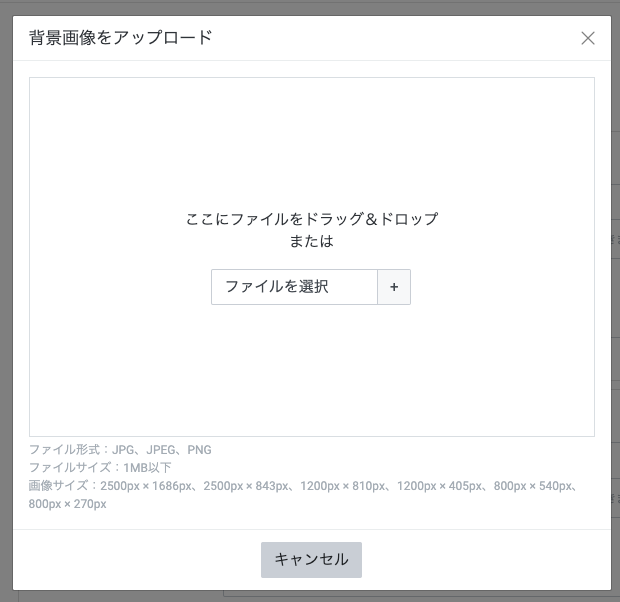 背景画像をアップロード
ここにファイルをドラッグ＆ドロップ
または
ファイルを選択 +
ファイル形式：JPG、JPEG、PNG
ファイルサイズ：1MB以下
画像サイズ：2500px × 1686px、2500px × 843px、1200px × 810px、1200px × 405px、800px × 540px、
800px × 270px
キャンセル